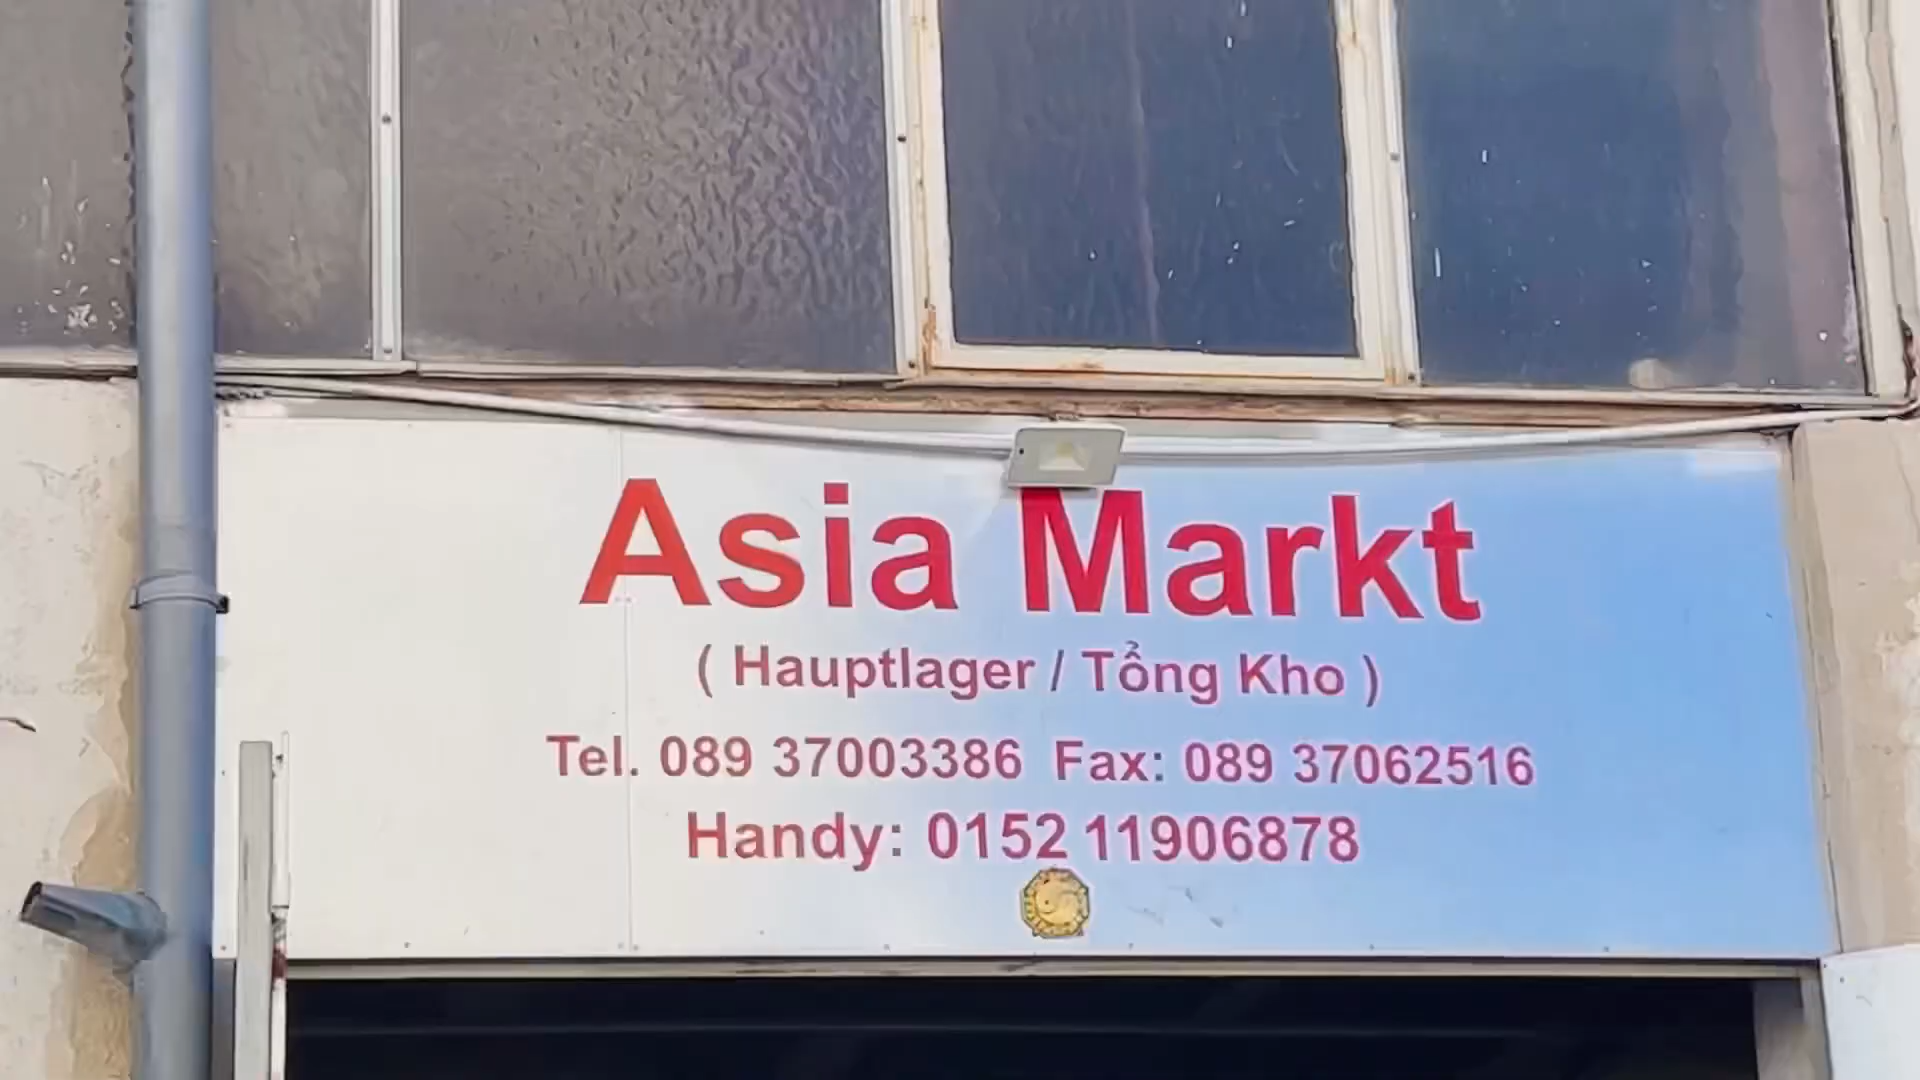 Asia Markt
( Hauptlager / Tổng Kho )
Tel. 089 37003386 Fax: 089 37062516
Handy: 0152 11906878